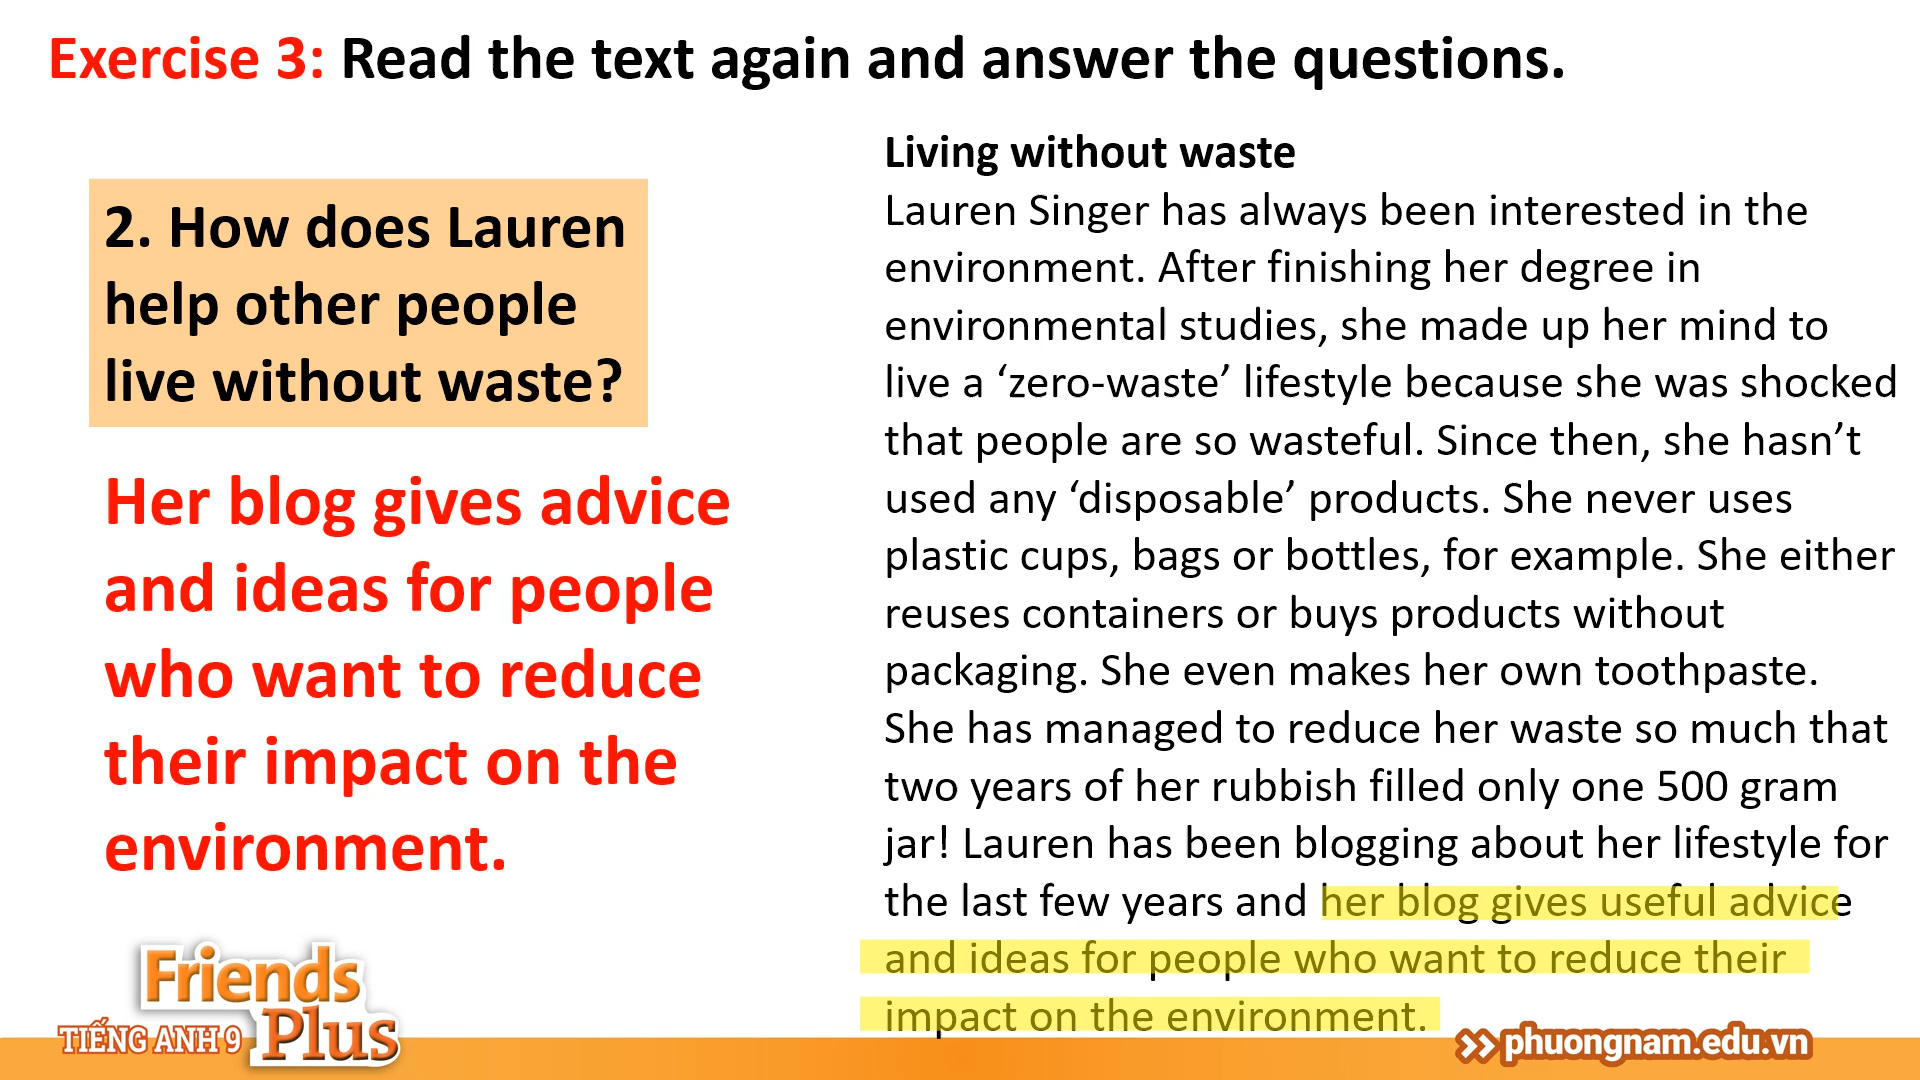 Exercise 3: Read the text again and answer the questions.
2. How does Lauren
help other people
live without waste?
Her blog gives advice
and ideas for people
who want to reduce
their impact on the
environment.
Living without waste
Lauren Singer has always been interested in the
environment. After finishing her degree in
environmental studies, she made up her mind to
live a ‘zero-waste’ lifestyle because she was shocked
that people are so wasteful. Since then, she hasn’t
used any ‘disposable’ products. She never uses
plastic cups, bags or bottles, for example. She either
reuses containers or buys products without
packaging. She even makes her own toothpaste.
She has managed to reduce her waste so much that
two years of her rubbish filled only one 500 gram
jar! Lauren has been blogging about her lifestyle for
the last few years and her blog gives useful advice
and ideas for people who want to reduce their
impact on the environment.
Friends
Plus
TIẾNG ANH 9
phuongnam.edu.vn